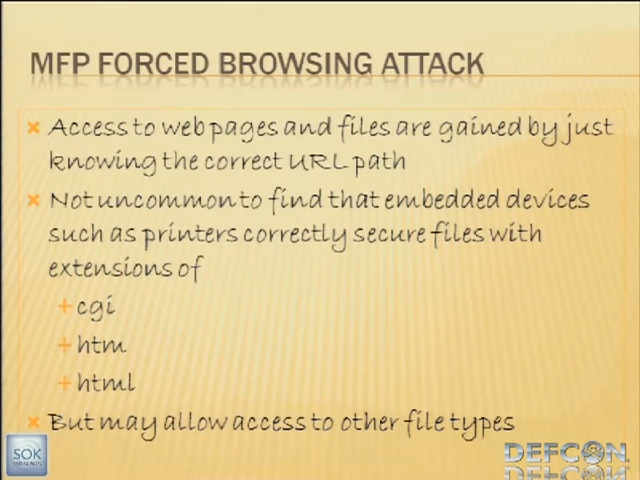 MFP FORCED BROWSING ATTACK
Access to web pages and files are gained by just
knowing the correct URL path
Not uncommon to find that embedded devices
such as printers correctly secure files with
extensions of
cgi
htm
html
But may allow access to other file types
SOK
DEFCON